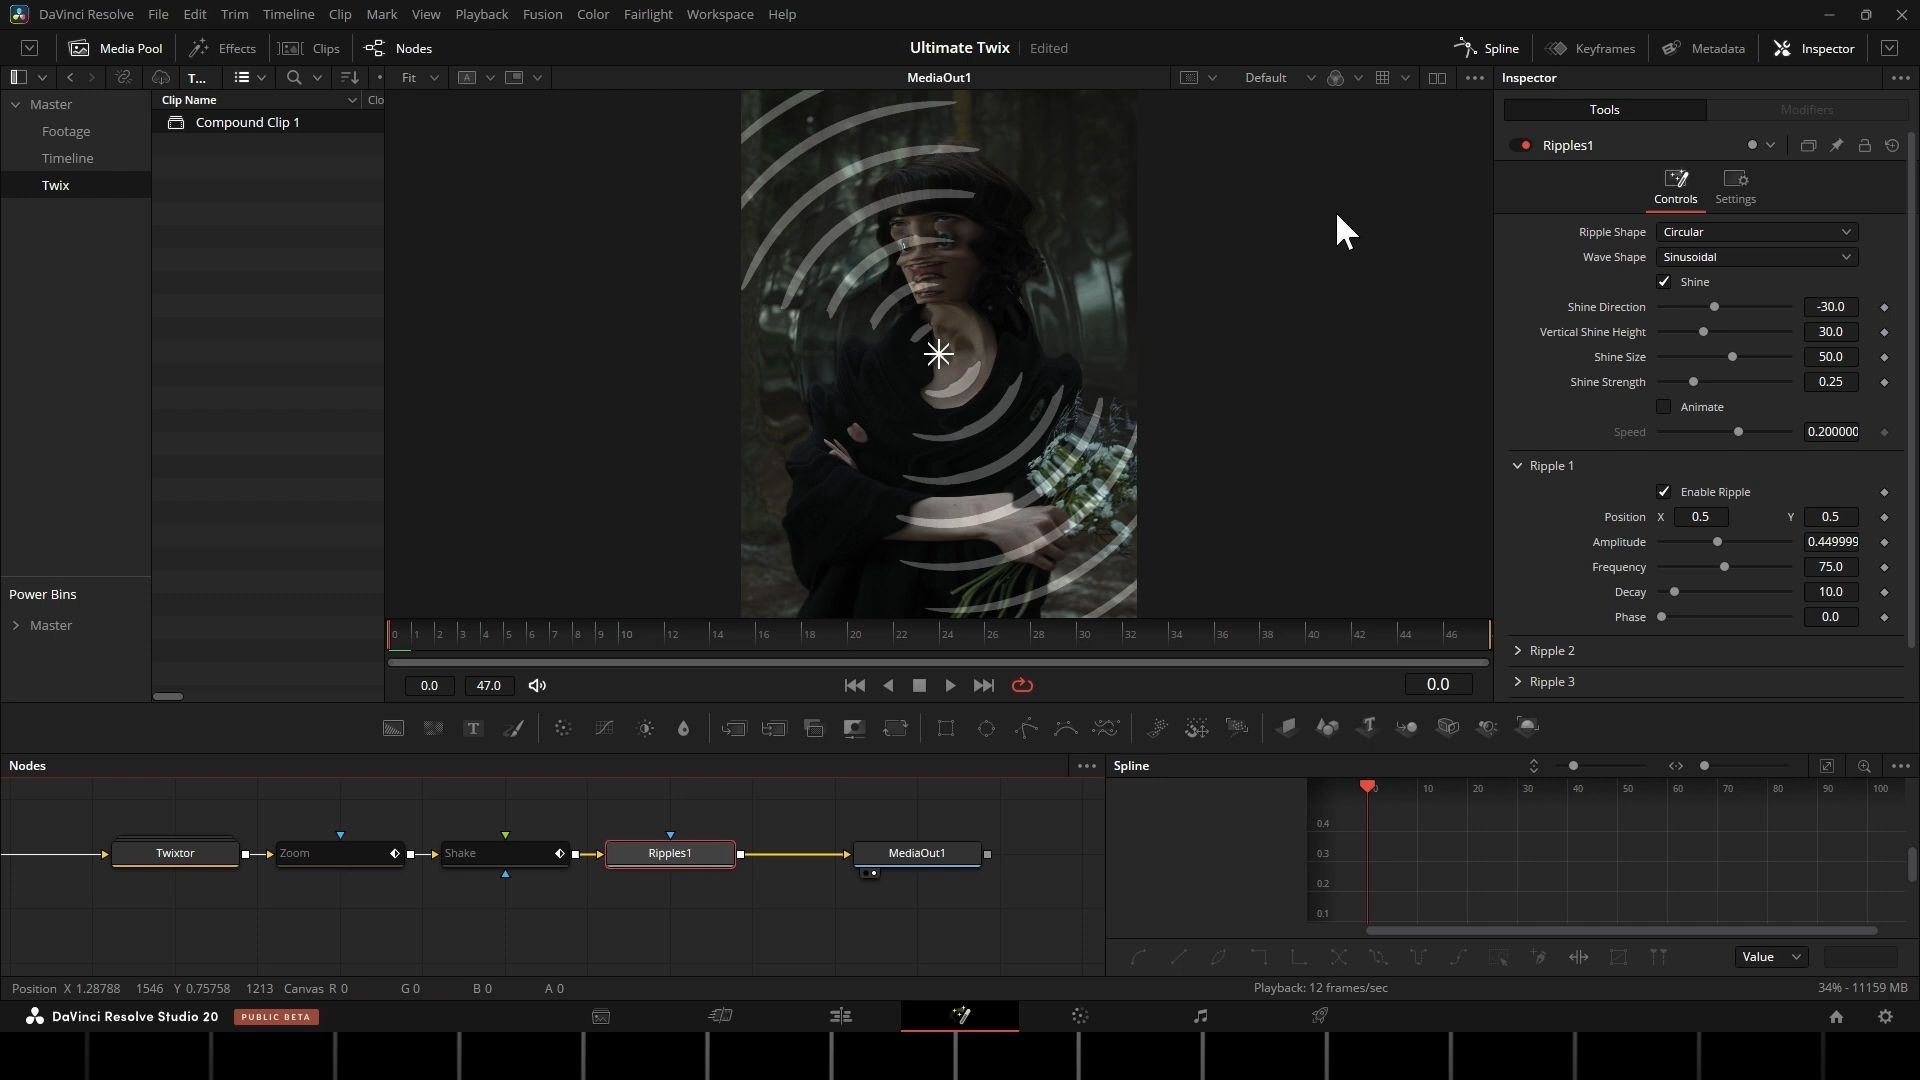 DaVinci Resolve File Edit Trim Timeline Clip Mark View Playback Fusion Color Fairlight Workspace Help
Media Pool Effects Clips Nodes Ultimate Twix Edited Spline Keyframes Metadata Inspector
T... Fit A MediaOut1 Default Inspector
Master Clip Name Clo
Tools Modifiers
Footage Compound Clip 1
Timeline
Twix
Ripples1
Controls Settings
Ripple Shape Circular
Wave Shape Sinusoidal
Shine
Shine Direction -30.0
Vertical Shine Height 30.0
Shine Size 50.0
Shine Strength 0.25
Animate
Speed 0.200000
Ripple 1
Enable Ripple
Position X 0.5 Y 0.5
Amplitude 0.449999
Frequency 75.0
Decay 10.0
Phase 0.0
Ripple 2
Ripple 3
Power Bins
Master
0 1 2 3 4 5 6 7 8 9 10 12 14 16 18 20 22 24 26 28 30 32 34 36 38 40 42 44 46
0.0 47.0 0.0
T T
Nodes Spline
0 10 20 30 40 50 60 70 80 90 100
0.4
0.3
0.2
0.1
Twixtor Zoom Shake Ripples1 MediaOut1
Value
Position X 1.28788 1546 Y 0.75758 1213 Canvas R 0 G 0 B 0 A 0 Playback: 12 frames/sec 34% - 11159 MB
DaVinci Resolve Studio 20 PUBLIC BETA